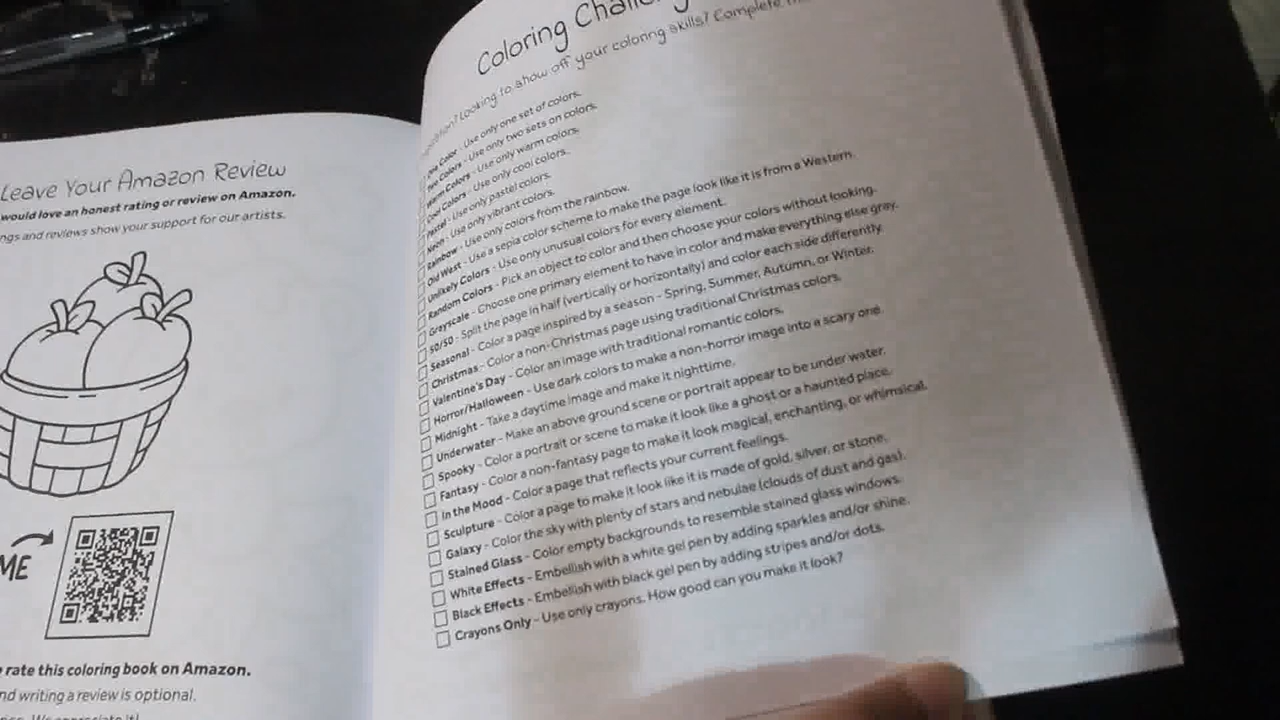 Leave Your Amazon Review
would love an honest rating or review on Amazon.
ngs and reviews show your support for our artists.
ME
rate this coloring book on Amazon.
nd writing a review is optional.
We appreciate it!
Coloring
Looking to show off your coloring skills? Complete
Color - Use only one set of colors.
Two Colors - Use only two sets on colors.
Warm Colors - Use only warm colors.
Cool Colors - Use only cool colors.
Pastel - Use only pastel colors.
Neon - Use only vibrant colors.
Rainbow - Use only colors from the rainbow.
Old West - Use a sepia color scheme to make the page look like it is from a Western.
Unlikely Colors - Use only unusual colors for every element.
Random Colors - Pick an object to color and then choose your colors without looking.
Greyscale - Choose one primary element to have in color and make everything else gray.
50/50 - Split the page in half (vertically or horizontally) and color each side differently.
Seasonal - Color a page inspired by a season - Spring, Summer, Autumn, or Winter.
Christmas - Color a non-Christmas page using traditional Christmas colors.
Valentine's Day - Color an image with traditional romantic colors.
Horror/Halloween - Use dark colors to make a non-horror image into a scary one.
Midnight - Take a daytime image and make it nighttime.
Underwater - Make an above ground scene or portrait appear to be under water.
Spooky - Color a portrait or scene to make it look like a ghost or a haunted place.
Fantasy - Color a non-fantasy page to make it look magical, enchanting, or whimsical.
In the Mood - Color a page that reflects your current feelings.
Sculpture - Color a page to make it look like it is made of gold, silver, or stone.
Galaxy - Color the sky with plenty of stars and nebulae (clouds of dust and gas).
Stained Glass - Color empty backgrounds to resemble stained glass windows.
White Effects - Embellish with a white gel pen by adding sparkles and/or shine.
Black Effects - Embellish with black gel pen by adding stripes and/or dots.
Crayons Only - Use only crayons. How good can you make it look?